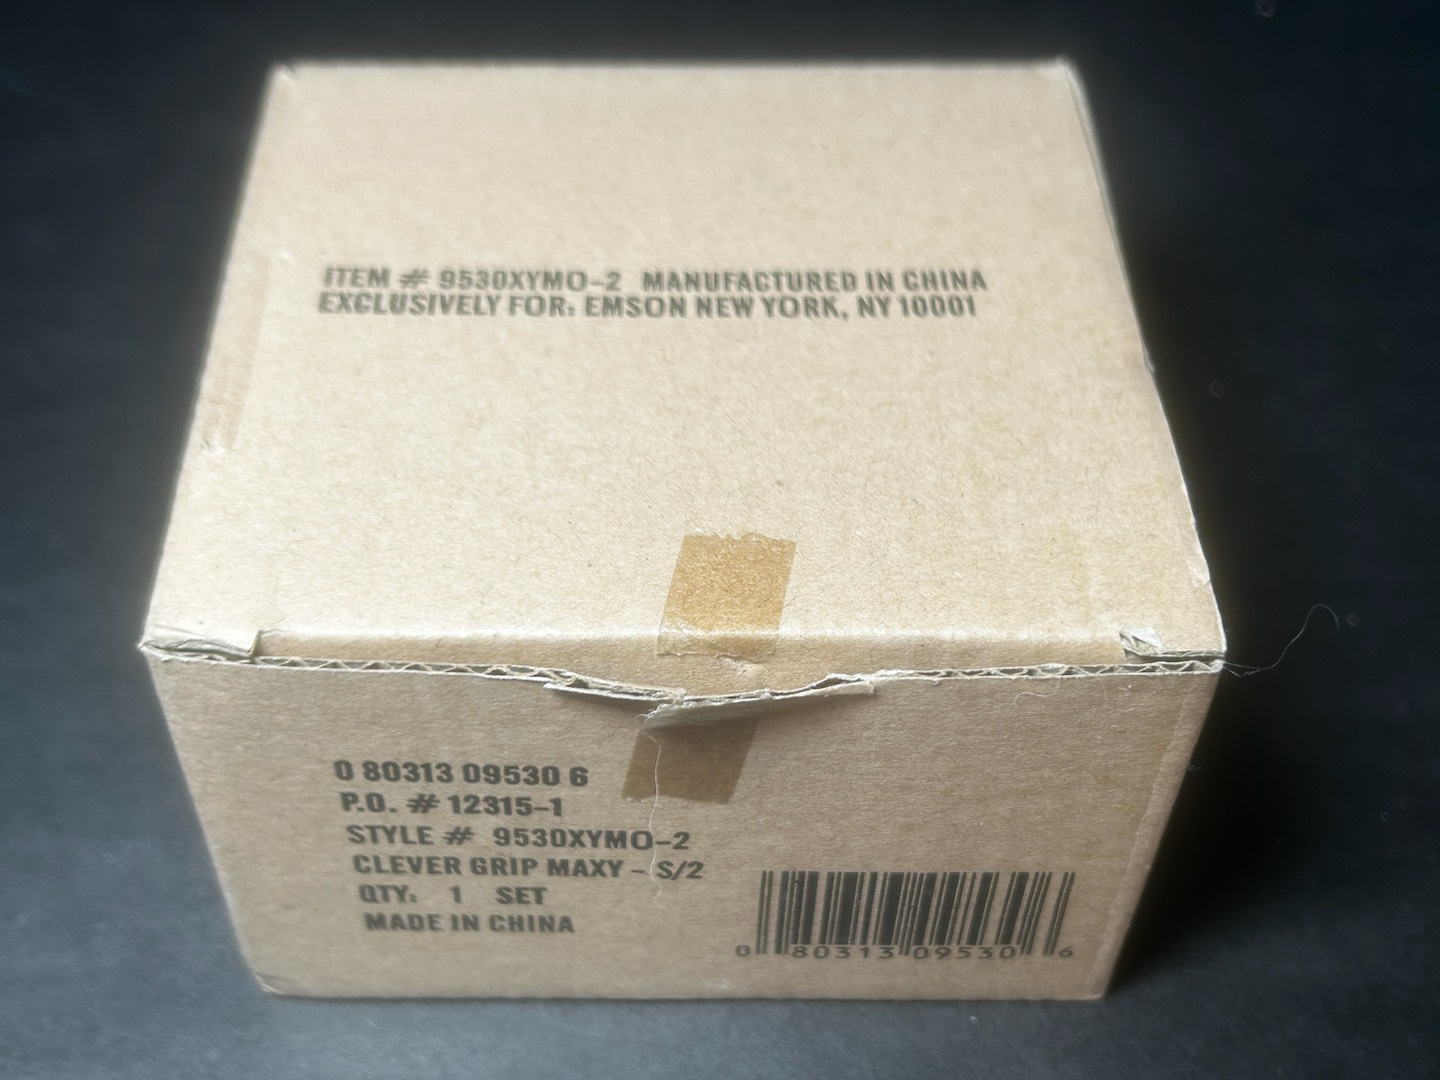 ITEM # 9530XYMO-2 MANUFACTURED IN CHINA
EXCLUSIVELY FOR: EMSON NEW YORK, NY 10001
0 80313 09530 6
P.O. # 12315-1
STYLE # 9530XYMO-2
CLEVER GRIP MAXY - S/2
QTY: 1 SET
MADE IN CHINA
0 80313 09530 6